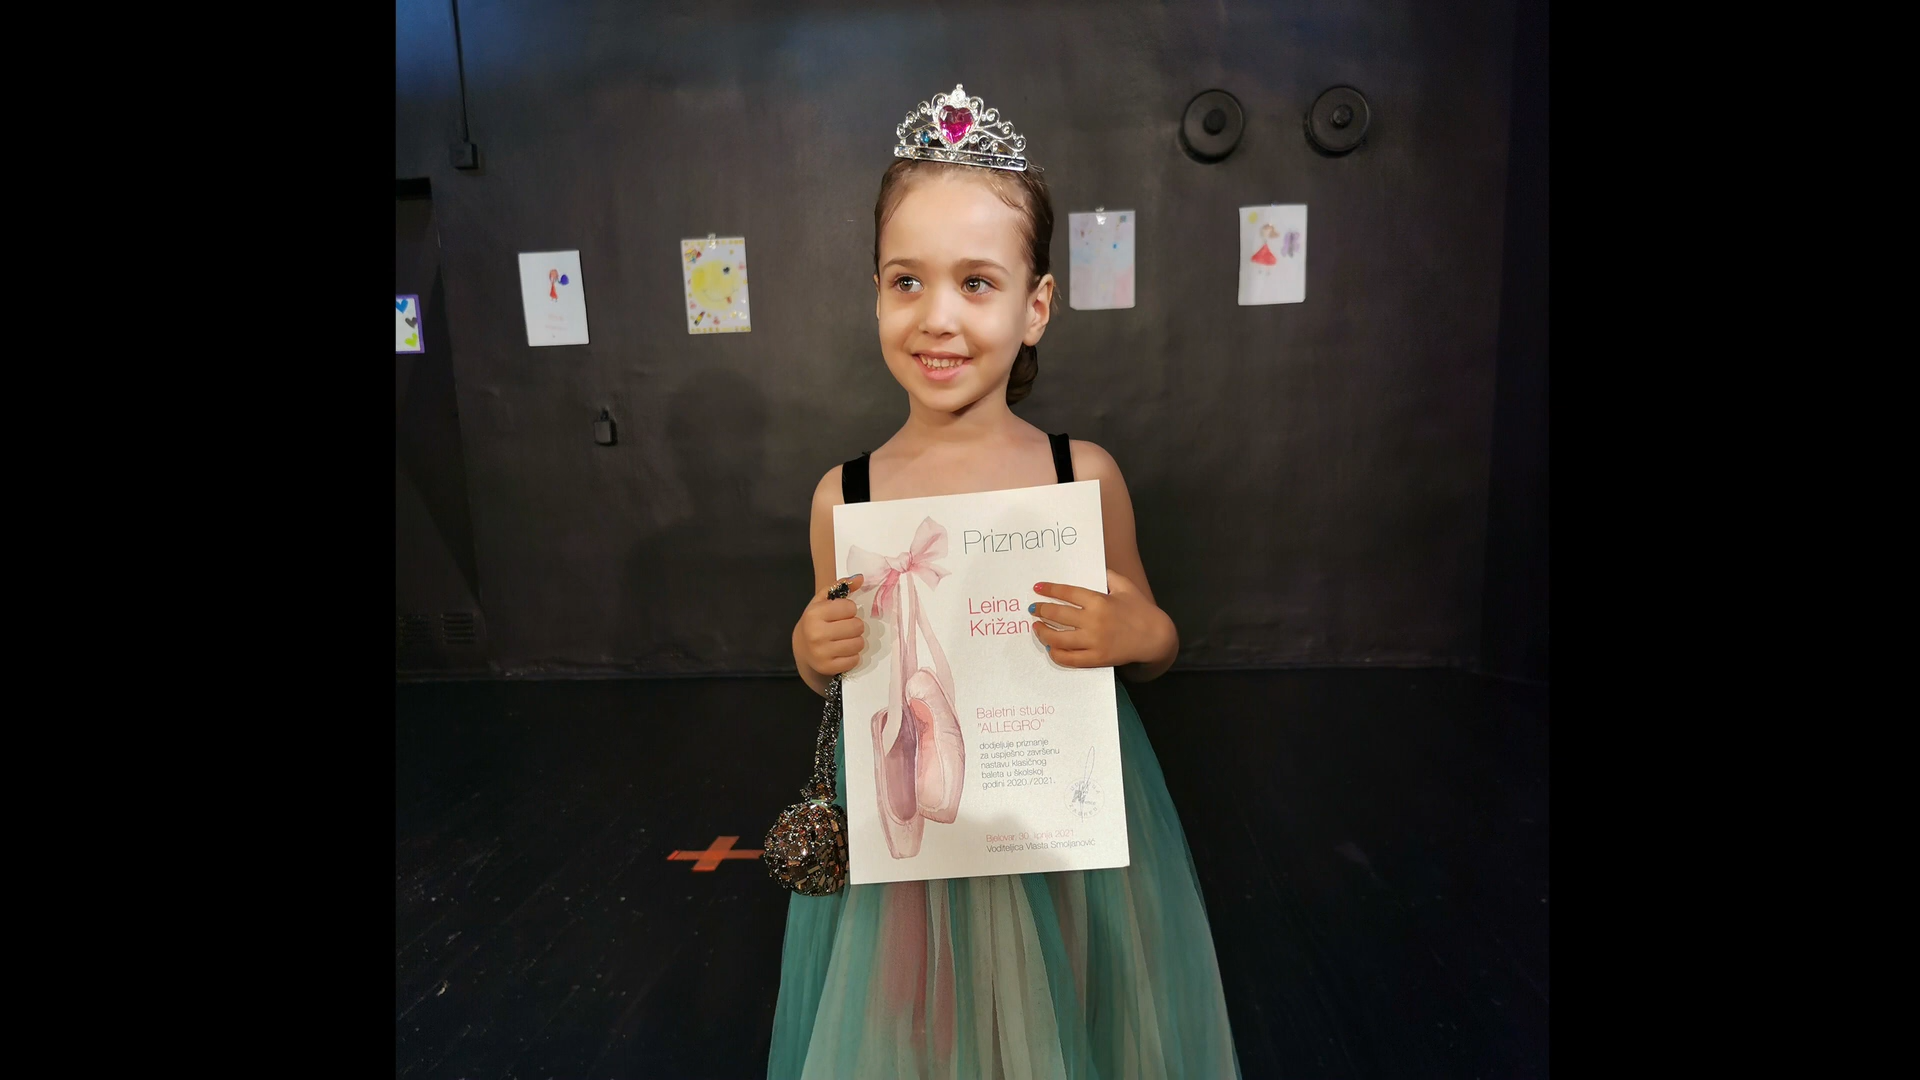 Priznanje
Leina
Križan
Baletni studio
"ALLEGRO"
dodjeljuje priznanje
za uspješno završenu
nastavu klasičnog
baleta u školskoj
godini 2020./2021.
Bjelovar, 30. lipnja 2021.
Voditeljica Vlasta Smoljanović